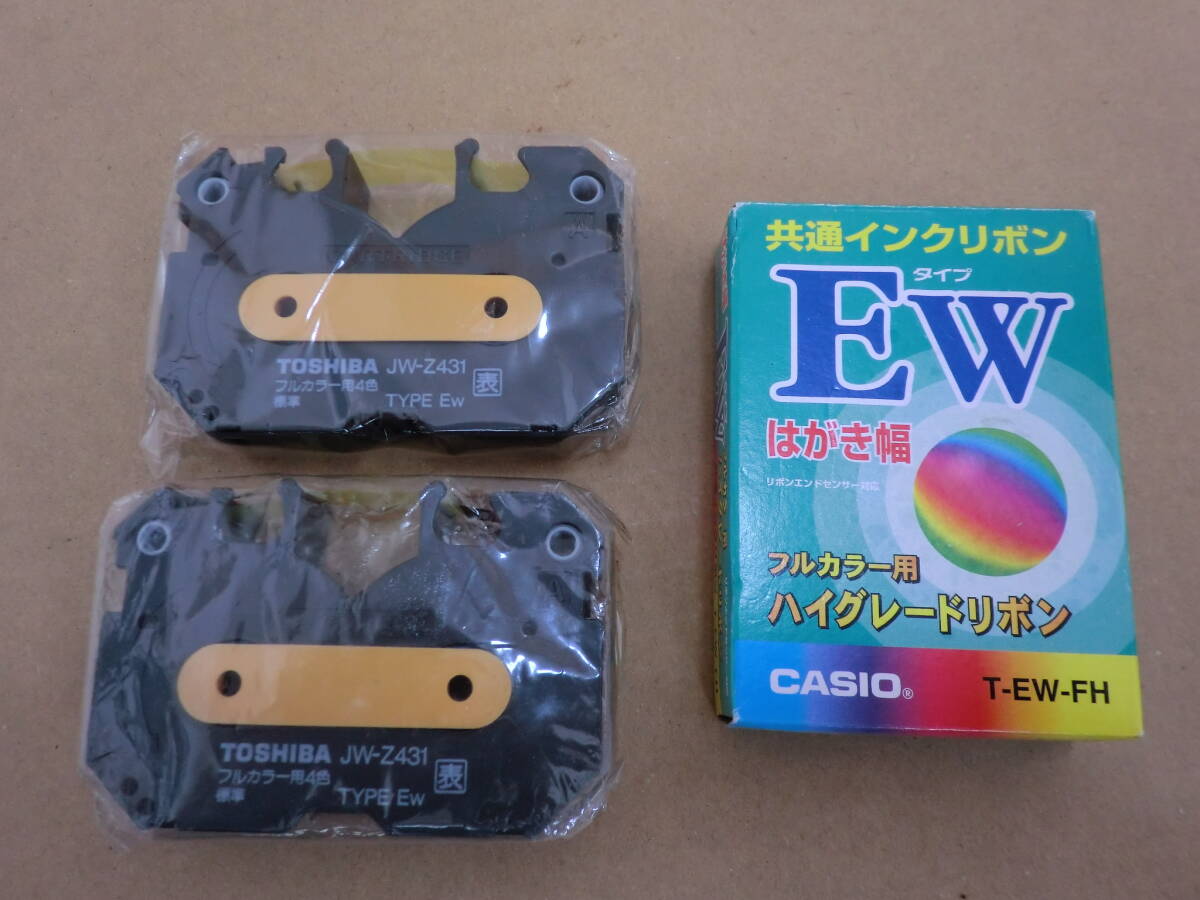 TOSHIBA JW-Z431
フルカラー用4色
標準 TYPE Ew 表
TOSHIBA JW-Z431
フルカラー用4色
標準 TYPE Ew 表
共通インクリボン
タイプ
Ew
はがき幅
リボンエンドセンサー対応
フルカラー用
ハイグレードリボン
CASIO® T-EW-FH